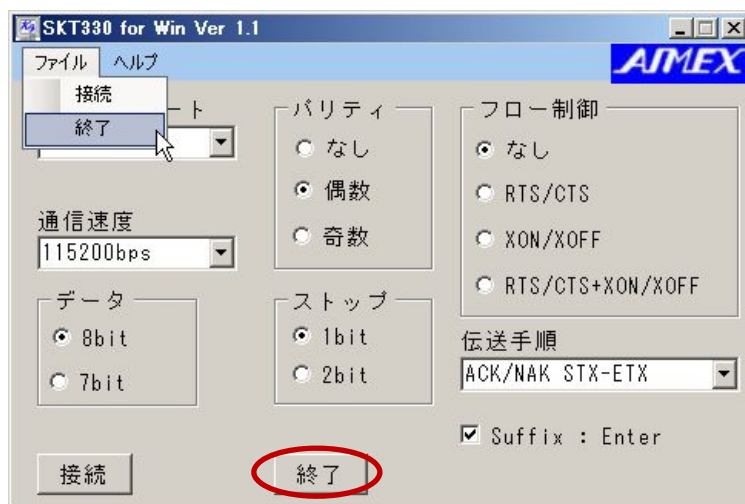 SKT330 for Win Ver 1.1
ファイル ヘルプ
AIMEX
接続
終了
ート
通信速度
115200bps
データ
8bit
7bit
パリティ
なし
偶数
奇数
ストップ
1bit
2bit
フロー制御
なし
RTS/CTS
XON/XOFF
RTS/CTS+XON/XOFF
伝送手順
ACK/NAK STX-ETX
Suffix : Enter
接続
終了